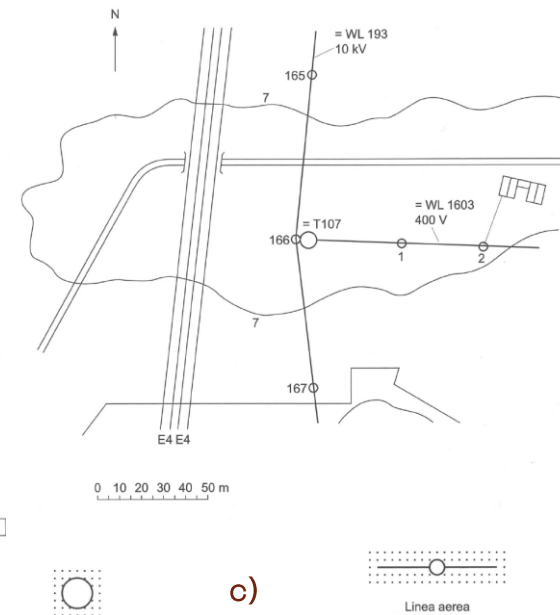 N
= WL 193
10 kV
165
7
= T107
= WL 1603
400 V
166
1
2
7
167
E4 E4
0 10 20 30 40 50 m
c)
Linea aerea